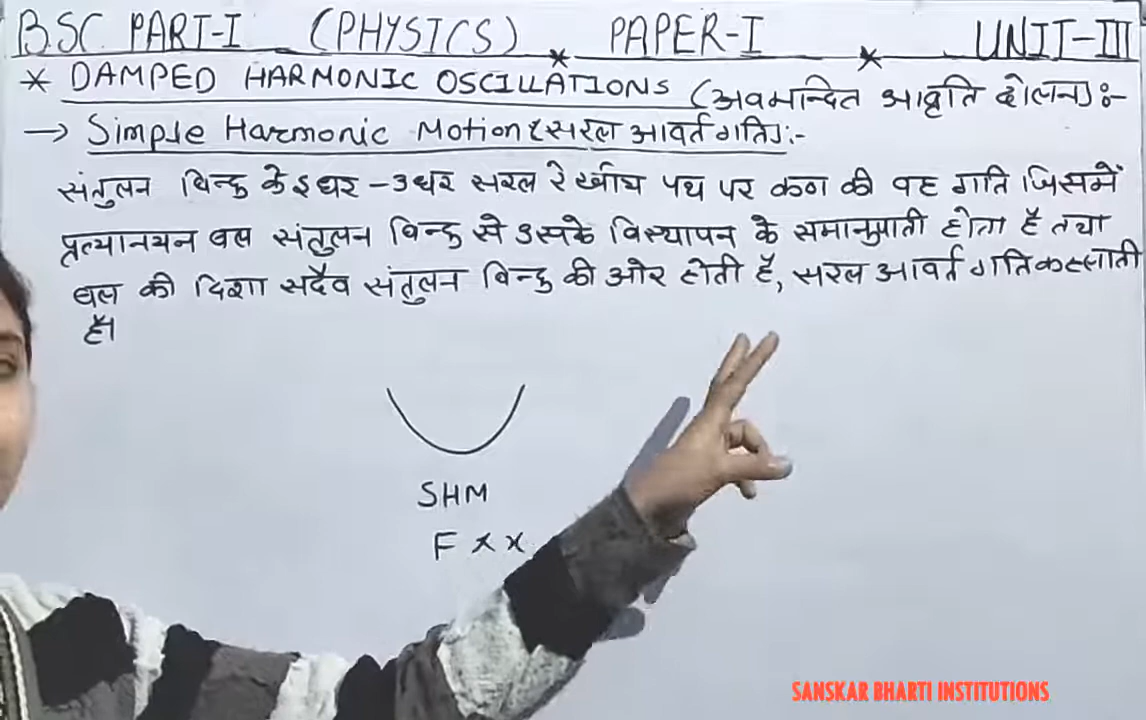 BSC PART-I (PHYSICS) * PAPER-I * UNIT-III
* DAMPED HARMONIC OSCILLATIONS (अवमन्दित आवृति दोलन):-
→ Simple Harmonic Motion (सरल आवर्त गति):-
संतुलन बिन्दु के इधर-उधर सरल रेखीय पथ पर कण की वह गति जिसमें
प्रत्यानयन बल संतुलन बिन्दु से उसके विस्थापन के समानुपाती होता है तथा
बल की दिशा सदैव संतुलन बिन्दु की ओर होती है, सरल आवर्त गति कहलाती
है।
SHM
F ∝ x
SANSKAR BHARTI INSTITUTIONS